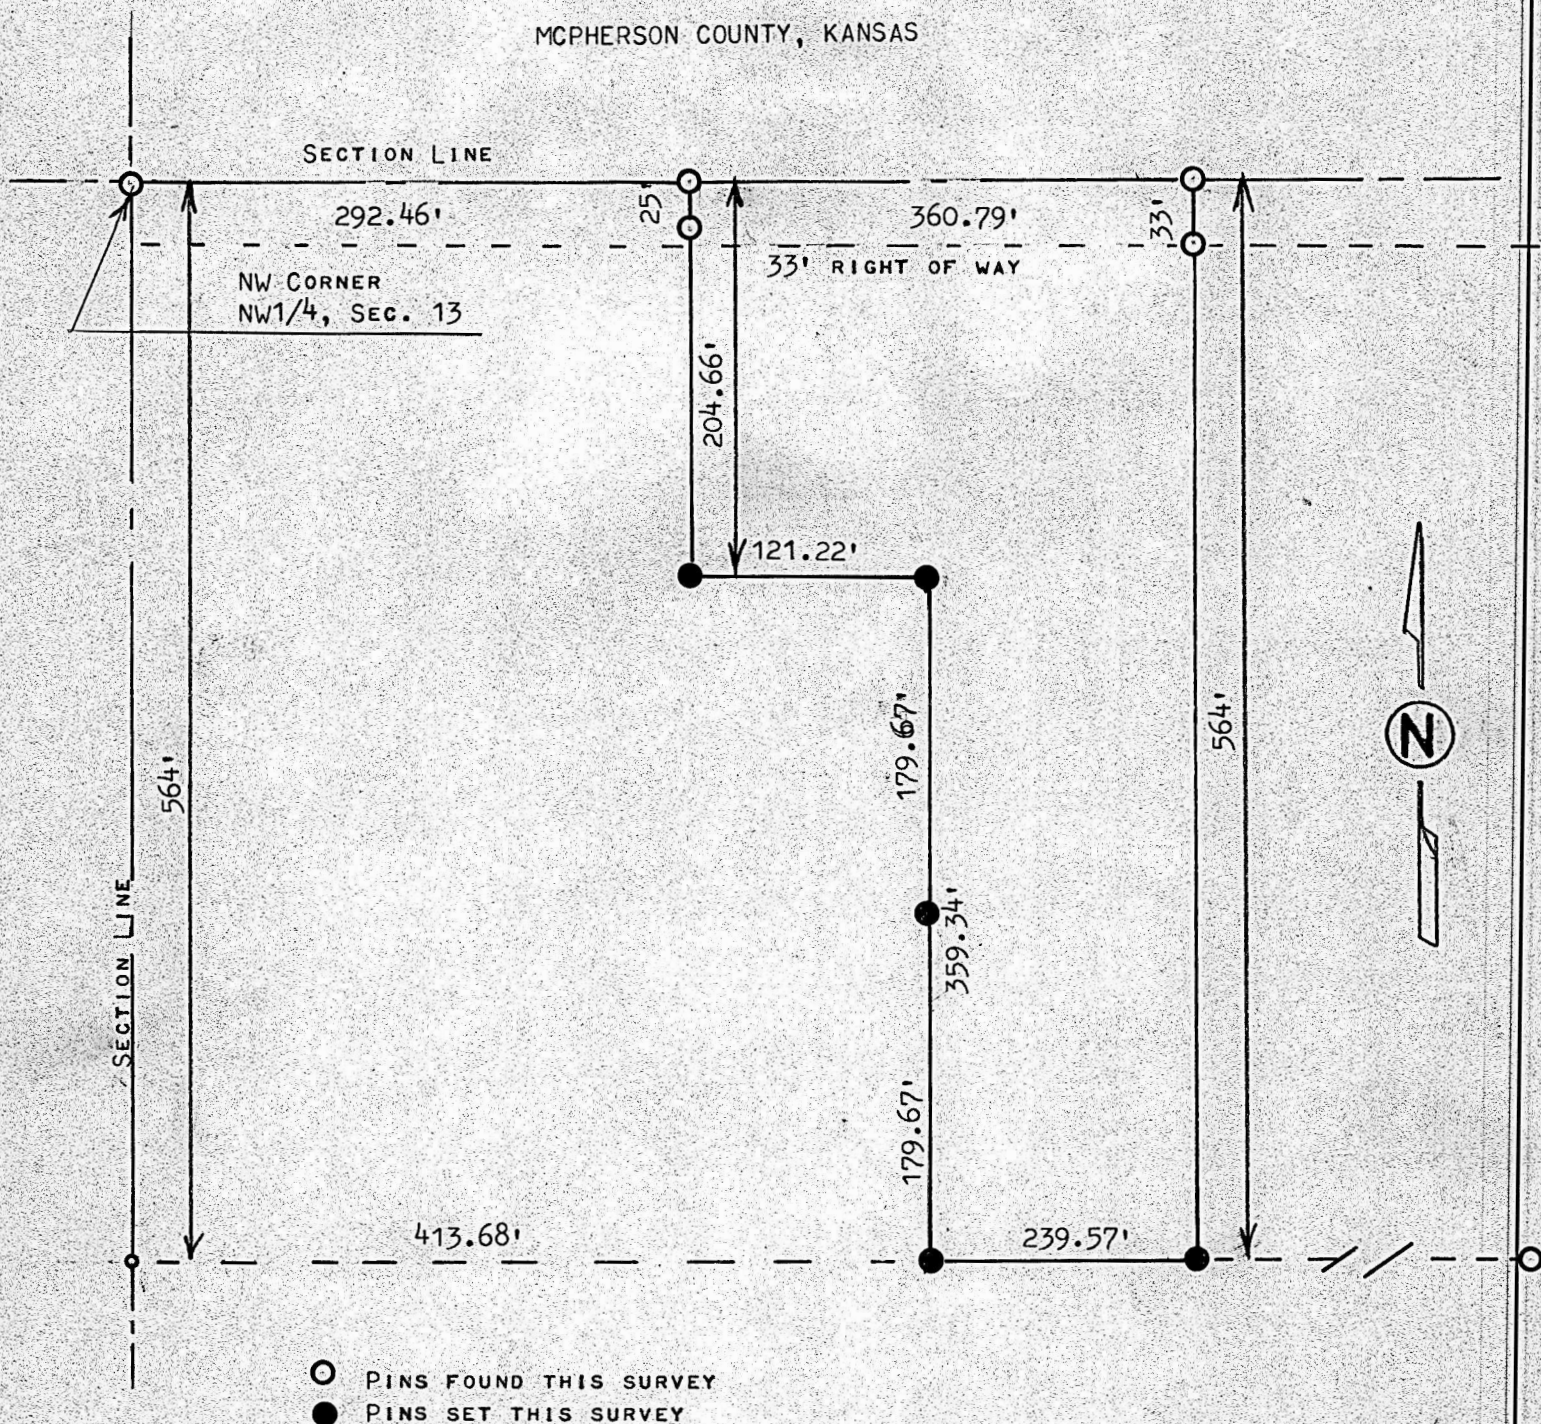 MCPHERSON COUNTY, KANSAS
SECTION LINE
292.46'
25'
360.79'
33'
33' RIGHT OF WAY
NW CORNER
NW1/4, SEC. 13
204.66'
121.22'
179.67'
564'
N
564'
359.34'
SECTION LINE
179.67'
413.68'
239.57'
PINS FOUND THIS SURVEY
PINS SET THIS SURVEY